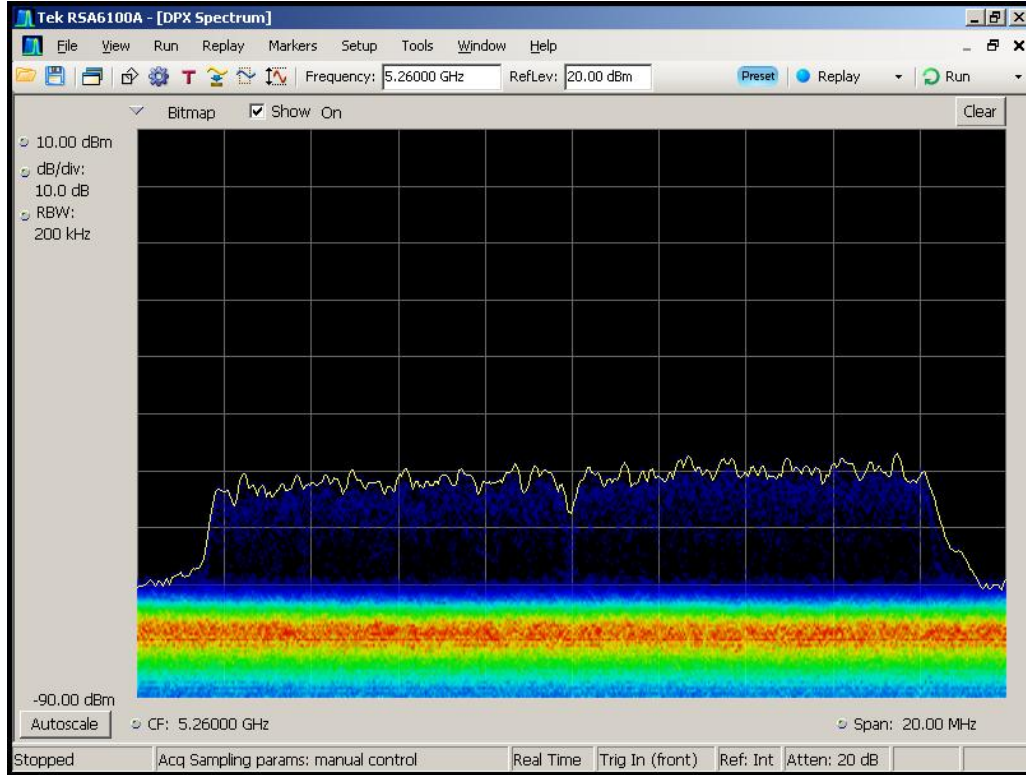 Tek RSA6100A - [DPX Spectrum]
File View Run Replay Markers Setup Tools Window Help
T Frequency: 5.26000 GHz RefLev: 20.00 dBm Preset Replay Run
Bitmap Show On Clear
10.00 dBm
dB/div:
10.0 dB
RBW:
200 kHz
-90.00 dBm
Autoscale CF: 5.26000 GHz Span: 20.00 MHz
Stopped Acq Sampling params: manual control Real Time Trig In (front) Ref: Int Atten: 20 dB